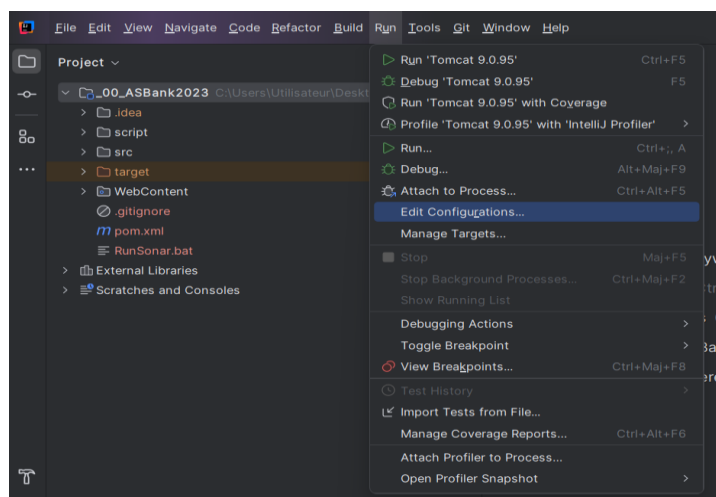 File Edit View Navigate Code Refactor Build Run Tools Git Window Help
Project
_00_ASBank2023 C:\Users\Utilisateur\Deskt
.idea
script
src
target
WebContent
.gitignore
m pom.xml
RunSonar.bat
External Libraries
Scratches and Consoles
Run 'Tomcat 9.0.95' Ctrl+F5
Debug 'Tomcat 9.0.95' F5
Run 'Tomcat 9.0.95' with Coverage
Profile 'Tomcat 9.0.95' with 'IntelliJ Profiler'
Run... Ctrl+;, A
Debug... Alt+Maj+F9
Attach to Process... Ctrl+Alt+F5
Edit Configurations...
Manage Targets...
Stop Maj+F5
Stop Background Processes... Ctrl+Maj+F2
Show Running List
Debugging Actions
Toggle Breakpoint
View Breakpoints... Ctrl+Maj+F8
Test History
Import Tests from File...
Manage Coverage Reports... Ctrl+Alt+F6
Attach Profiler to Process...
Open Profiler Snapshot